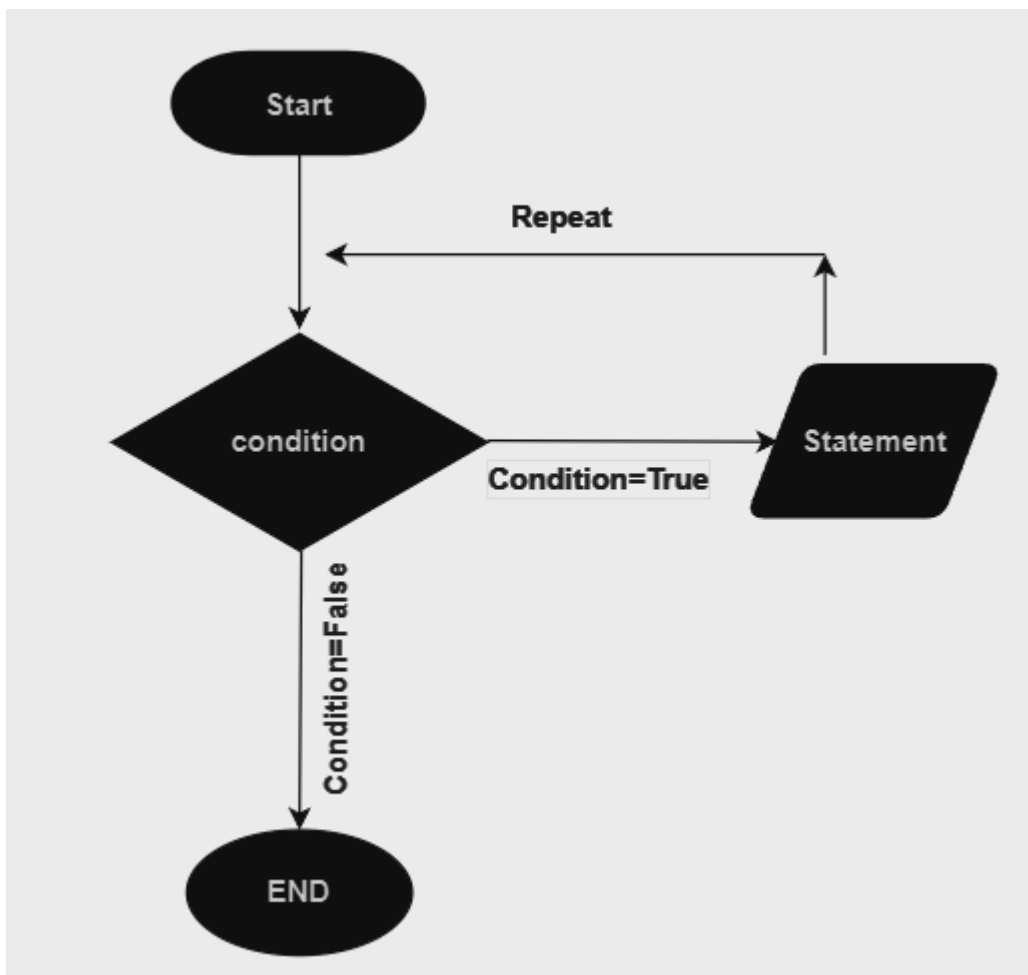 Start
Repeat
condition
Condition=True
Statement
Condition=False
END